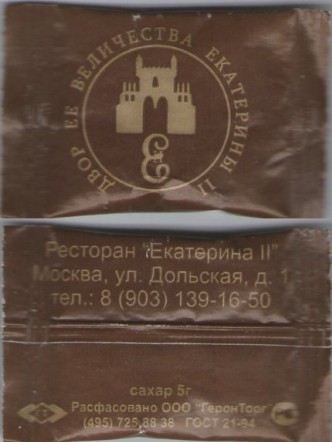 ДВОР ЕЕ ВЕЛИЧЕСТВА ЕКАТЕРИНЫ II
Е II
Ресторан "Екатерина II"
Москва, ул. Дольская, д. 1
тел.: 8 (903) 139-16-50
сахар 5г
Расфасовано ООО "ГеронТорг"
(495) 725 88 38 ГОСТ 21-94